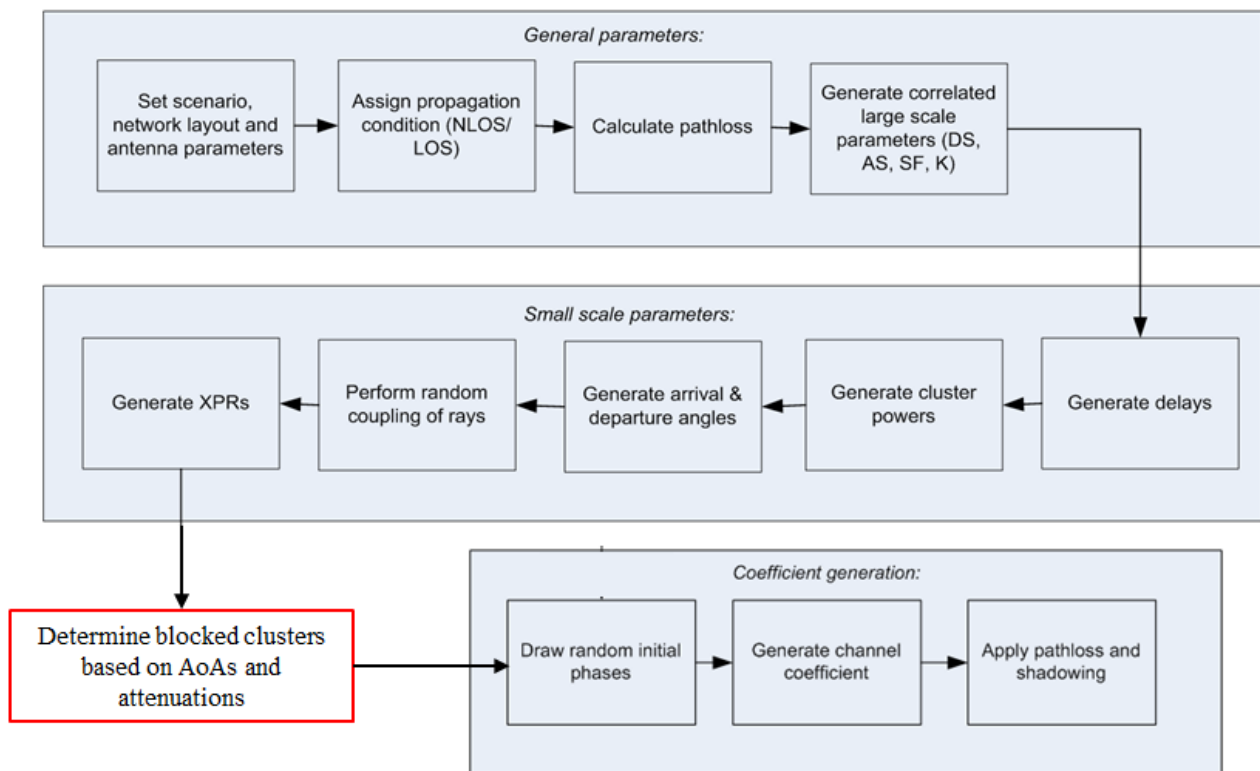 General parameters:
Set scenario,
network layout and
antenna parameters
Assign propagation
condition (NLOS/
LOS)
Calculate pathloss
Generate correlated
large scale
parameters (DS,
AS, SF, K)
Small scale parameters:
Generate XPRs
Perform random
coupling of rays
Generate arrival &
departure angles
Generate cluster
powers
Generate delays
Determine blocked clusters
based on AoAs and
attenuations
Coefficient generation:
Draw random initial
phases
Generate channel
coefficient
Apply pathloss and
shadowing